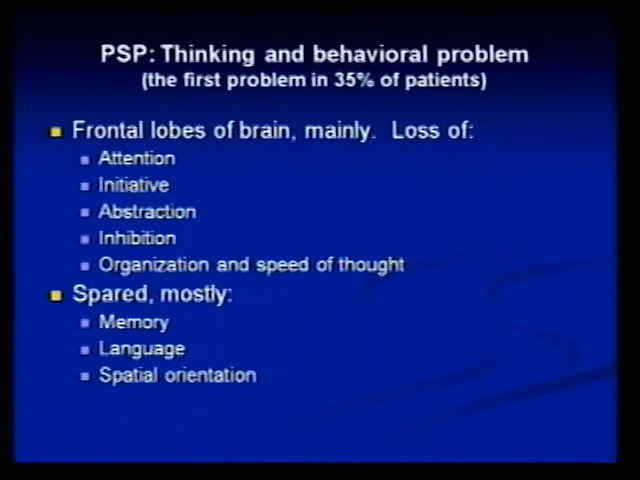 PSP: Thinking and behavioral problem
(the first problem in 35% of patients)
Frontal lobes of brain, mainly. Loss of:
Attention
Initiative
Abstraction
Inhibition
Organization and speed of thought
Spared, mostly:
Memory
Language
Spatial orientation